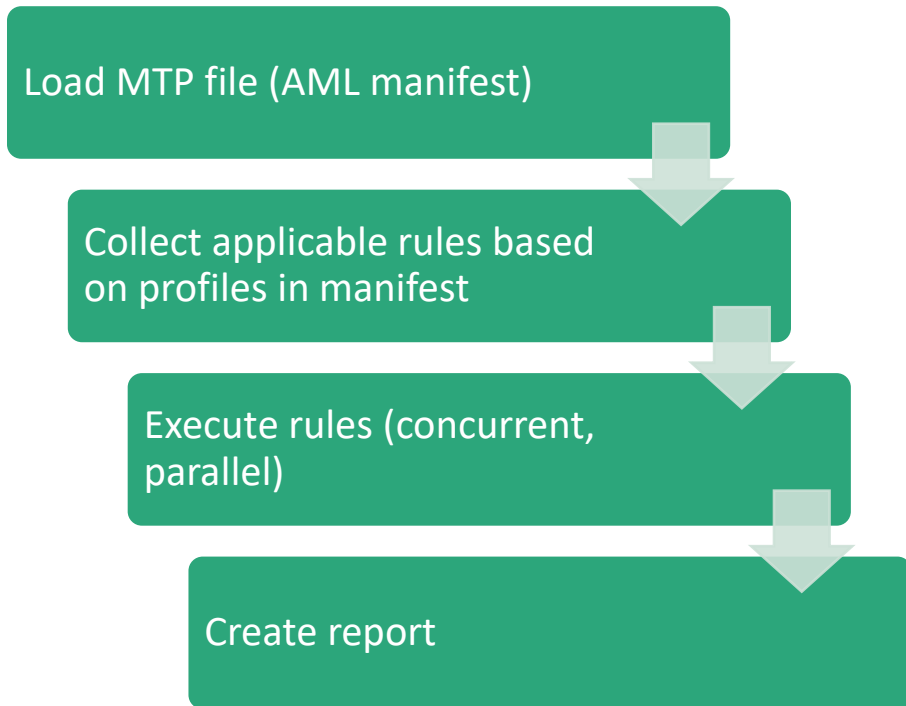 Load MTP file (AML manifest)
Collect applicable rules based
on profiles in manifest
Execute rules (concurrent,
parallel)
Create report